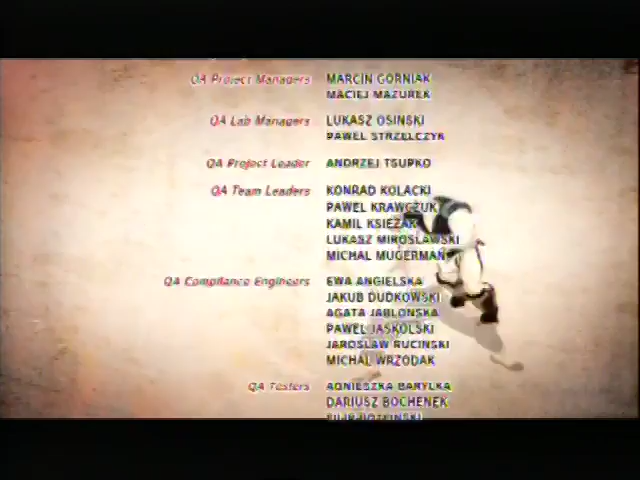 QA Project Managers MARCIN GORNIAK
MACIEJ MAZUREK
QA Lab Managers LUKASZ OSINSKI
PAWEL STRZELCZYK
QA Project Leader ANDRZEJ TSUPKO
QA Team Leaders KONRAD KOLACKI
PAWEL KRAWCZUK
KAMIL KSIEZAK
LUKASZ MIROSLAWSKI
MICHAL MUGERMAN
QA Compliance Engineers EWA ANGIELSKA
JAKUB DUDKOWSKI
AGATA JABLONSKA
PAWEL JASKOLSKI
JAROSLAW RUCINSKI
MICHAL WRZODAK
QA Testers AGNIESZKA BARYLKA
DARIUSZ BOCHENEK